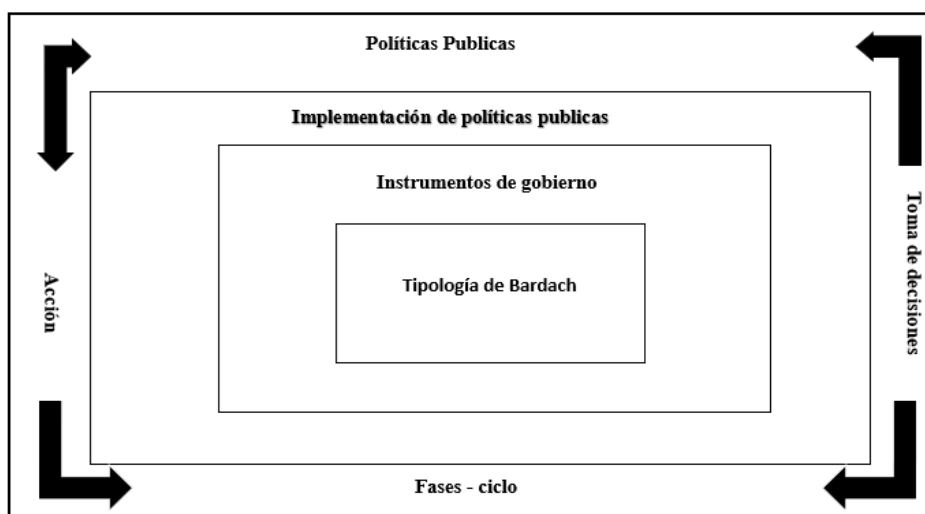 Políticas Publicas
Implementación de políticas publicas
Instrumentos de gobierno
Tipología de Bardach
Acción
Toma de decisiones
Fases - ciclo